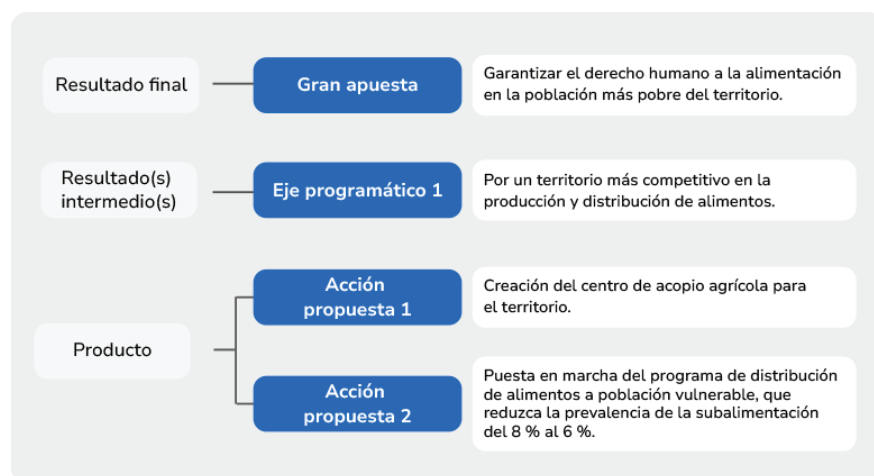 Resultado final
Gran apuesta
Garantizar el derecho humano a la alimentación
en la población más pobre del territorio.
Resultado(s)
intermedio(s)
Eje programático 1
Por un territorio más competitivo en la
producción y distribución de alimentos.
Producto
Acción
propuesta 1
Creación del centro de acopio agrícola para
el territorio.
Acción
propuesta 2
Puesta en marcha del programa de distribución
de alimentos a población vulnerable, que
reduzca la prevalencia de la subalimentación
del 8 % al 6 %.